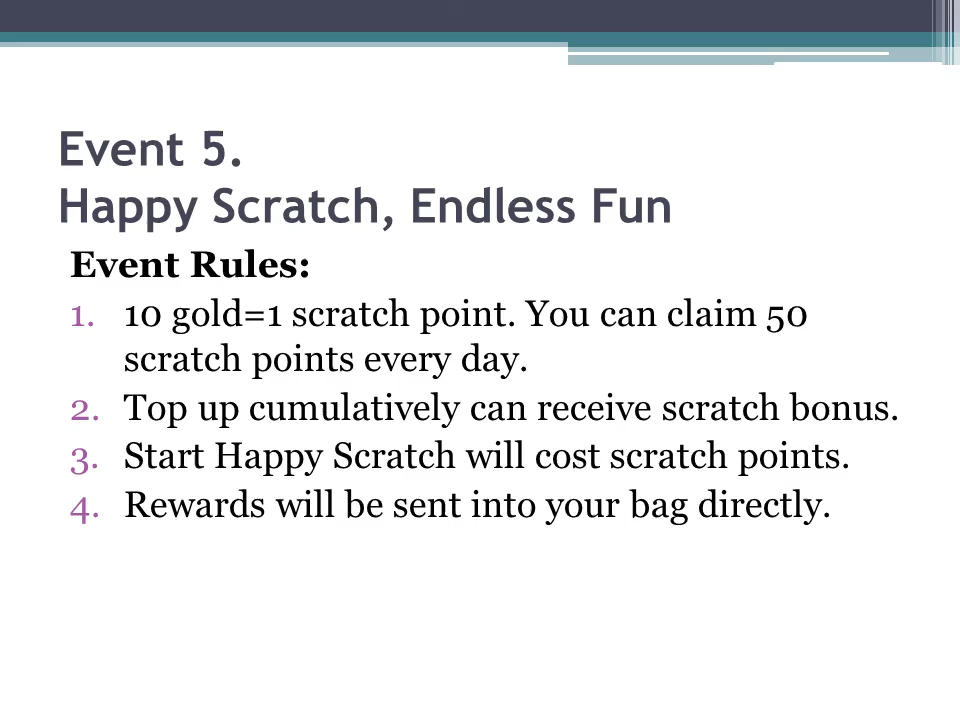 Event 5.
Happy Scratch, Endless Fun
Event Rules:
1. 10 gold=1 scratch point. You can claim 50
scratch points every day.
2. Top up cumulatively can receive scratch bonus.
3. Start Happy Scratch will cost scratch points.
4. Rewards will be sent into your bag directly.